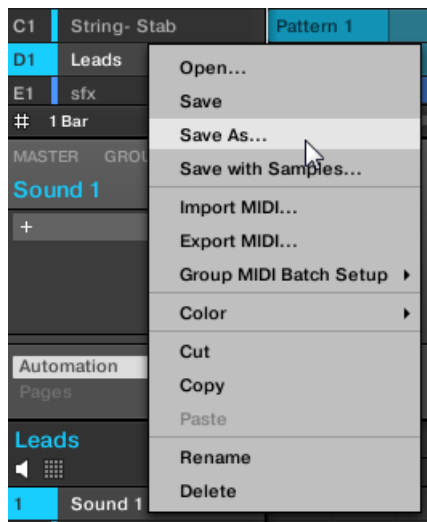 C1 String- Stab Pattern 1
D1 Leads
E1 sfx
1 Bar
MASTER
Sound 1
+
Automation
Pages
Leads
1 Sound 1
Open...
Save
Save As...
Save with Samples...
Import MIDI...
Export MIDI...
Group MIDI Batch Setup
Color
Cut
Copy
Paste
Rename
Delete